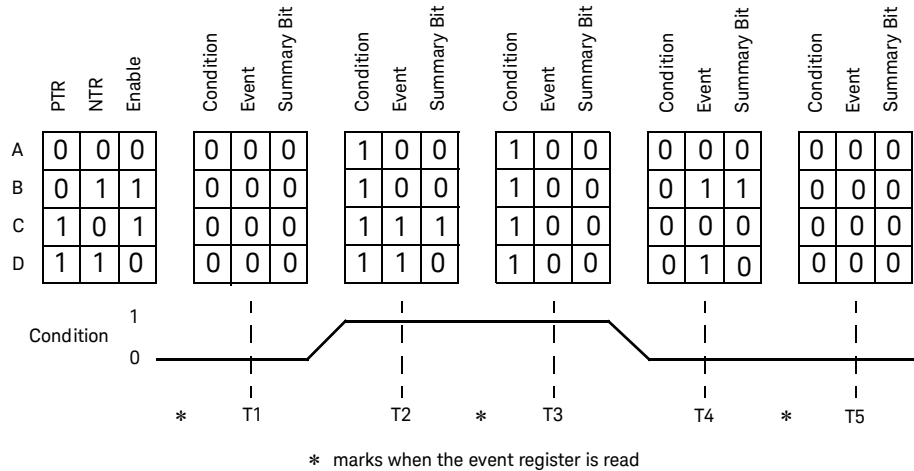 PTR NTR Enable Condition Event Summary Bit Condition Event Summary Bit Condition Event Summary Bit Condition Event Summary Bit Condition Event Summary Bit
A 0 0 0 0 0 0 1 0 0 1 0 0 0 0 0 0 0 0
B 0 1 1 0 0 0 1 0 0 1 0 0 0 1 1 0 0 0
C 1 0 1 0 0 0 1 1 1 1 0 0 0 0 0 0 0 0
D 1 1 0 0 0 0 1 1 0 1 0 0 0 1 0 0 0 0
1
Condition
0
* T1 T2 * T3 T4 * T5
* marks when the event register is read